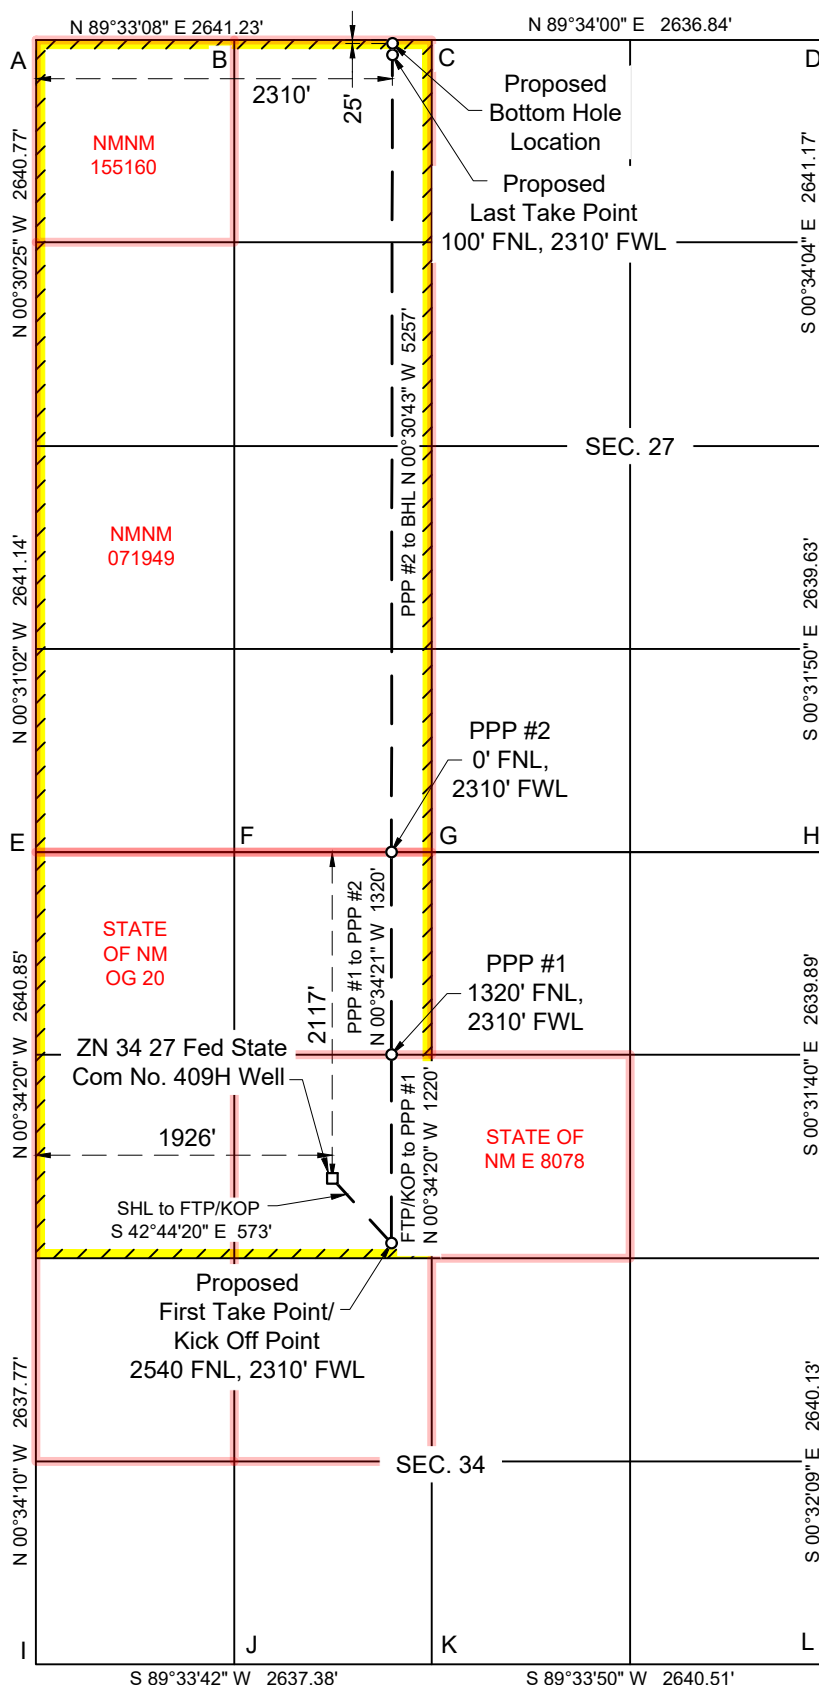 N 89°33'08" E 2641.23'
N 89°34'00" E 2636.84'
A
B
C
D
2310'
25'
Proposed
Bottom Hole
Location
NMNM
155160
Proposed
Last Take Point
100' FNL, 2310' FWL
N 00°30'25" W 2640.77'
S 00°34'04" E 2641.17'
PPP #2 to BHL N 00°30'43" W 5257'
SEC. 27
NMNM
071949
N 00°31'02" W 2641.14'
S 00°31'50" E 2639.63'
PPP #2
0' FNL,
2310' FWL
E
F
G
H
STATE
OF NM
OG 20
PPP #1 to PPP #2
N 00°34'21" W 1320'
2117'
PPP #1
1320' FNL,
2310' FWL
N 00°34'20" W 2640.85'
S 00°31'40" E 2639.89'
ZN 34 27 Fed State
Com No. 409H Well
1926'
FTP/KOP to PPP #1
N 00°34'20" W 1220'
STATE OF
NM E 8078
SHL to FTP/KOP
S 42°44'20" E 573'
Proposed
First Take Point/
Kick Off Point
2540 FNL, 2310' FWL
N 00°34'10" W 2637.77'
S 00°32'09" E 2640.13'
SEC. 34
I
J
K
L
S 89°33'42" W 2637.38'
S 89°33'50" W 2640.51'